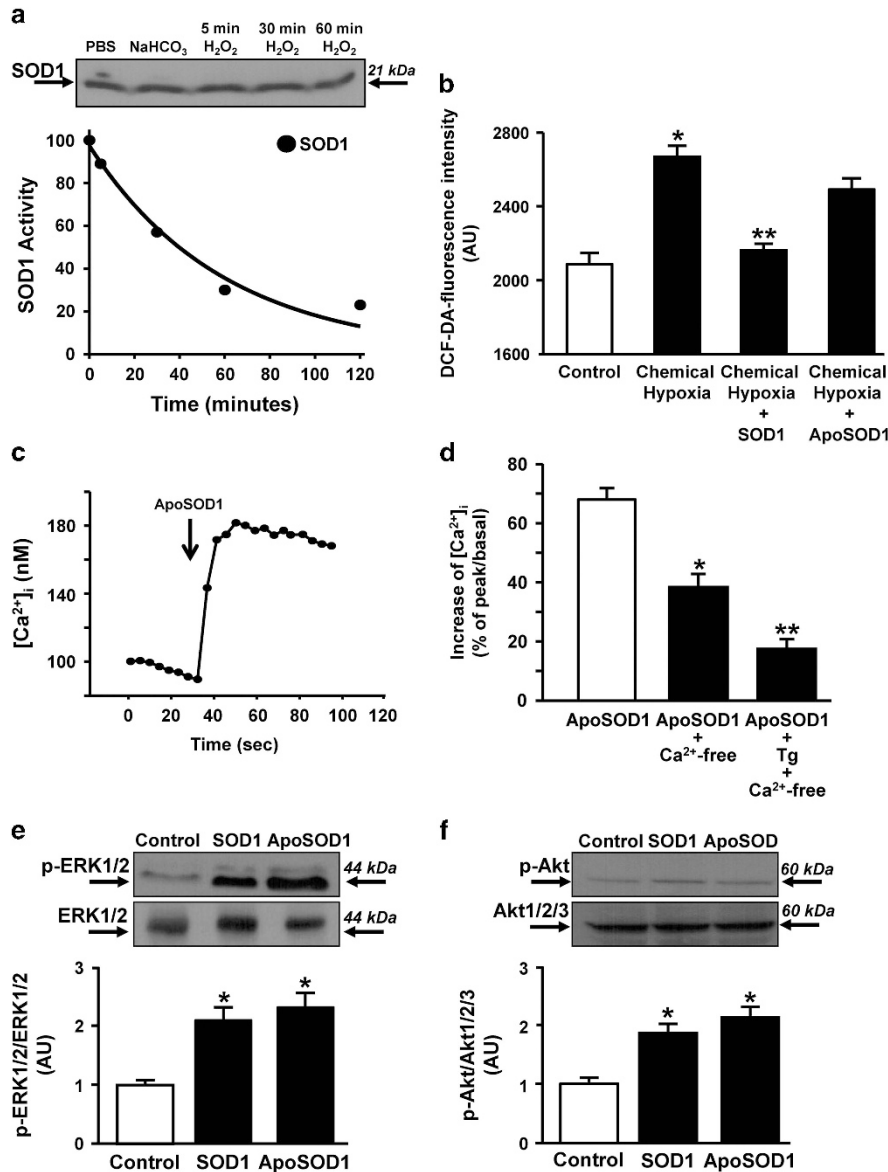 a
PBS NaHCO₃ 5 min H₂O₂ 30 min H₂O₂ 60 min H₂O₂
SOD1 21 kDa
SOD1
SOD1 Activity
100
80
60
40
20
0
0 20 40 60 80 100 120
Time (minutes)
b
DCF-DA-fluorescence intensity
(AU)
2800
2400
2000
1600
*
**
Control
Chemical Hypoxia
Chemical Hypoxia + SOD1
Chemical Hypoxia + ApoSOD1
c
ApoSOD1
[Ca²⁺]ᵢ (nM)
180
140
100
0 20 40 60 80 100 120
Time (sec)
d
Increase of [Ca²⁺]ᵢ
(% of peak/basal)
80
60
40
20
0
*
**
ApoSOD1
ApoSOD1 + Ca²⁺-free
ApoSOD1 + Tg + Ca²⁺-free
e
Control SOD1 ApoSOD1
p-ERK1/2 44 kDa
ERK1/2 44 kDa
p-ERK1/2/ERK1/2
(AU)
3
2
1
0
* *
Control SOD1 ApoSOD1
f
Control SOD1 ApoSOD
p-Akt 60 kDa
Akt1/2/3 60 kDa
p-Akt/Akt1/2/3
(AU)
3
2
1
0
* *
Control SOD1 ApoSOD1